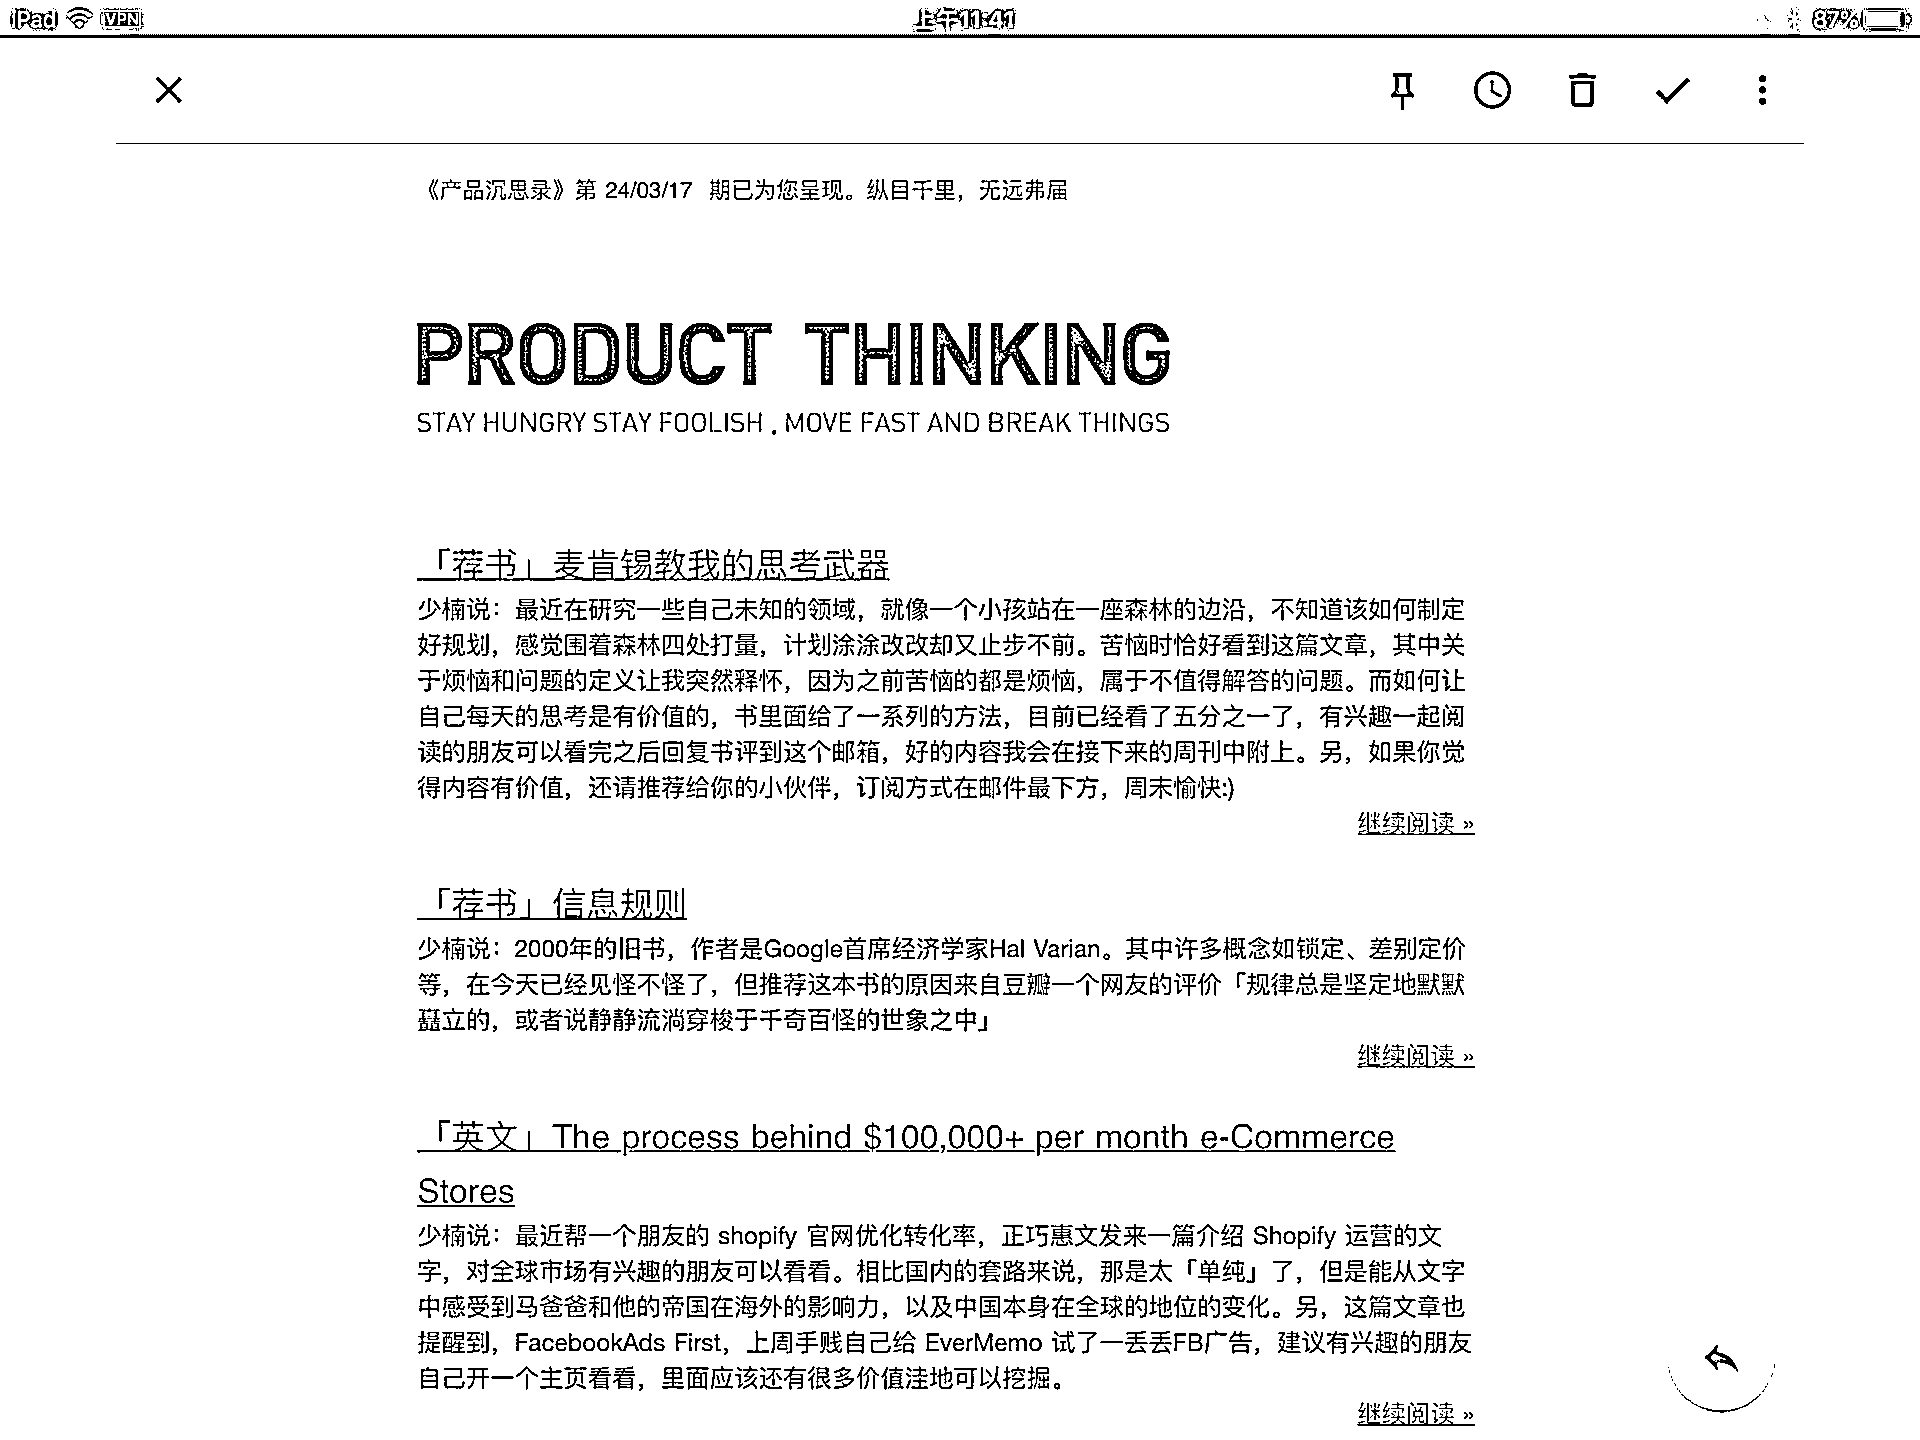 iPad VPN 上午11:41 87%
《产品沉思录》第 24/03/17 期已为您呈现。纵目千里，无远弗届
PRODUCT THINKING
STAY HUNGRY STAY FOOLISH . MOVE FAST AND BREAK THINGS
「荐书」麦肯锡教我的思考武器
少楠说：最近在研究一些自己未知的领域，就像一个小孩站在一座森林的边沿，不知道该如何制定
好规划，感觉围着森林四处打量，计划涂涂改改却又止步不前。苦恼时恰好看到这篇文章，其中关
于烦恼和问题的定义让我突然释怀，因为之前苦恼的都是烦恼，属于不值得解答的问题。而如何让
自己每天的思考是有价值的，书里面给了一系列的方法，目前已经看了五分之一了，有兴趣一起阅
读的朋友可以看完之后回复书评到这个邮箱，好的内容我会在接下来的周刊中附上。另，如果你觉
得内容有价值，还请推荐给你的小伙伴，订阅方式在邮件最下方，周末愉快:)
继续阅读 »
「荐书」信息规则
少楠说：2000年的旧书，作者是Google首席经济学家Hal Varian。其中许多概念如锁定、差别定价
等，在今天已经见怪不怪了，但推荐这本书的原因来自豆瓣一个网友的评价「规律总是坚定地默默
矗立的，或者说静静流淌穿梭于千奇百怪的世象之中」
继续阅读 »
「英文」The process behind $100,000+ per month e-Commerce
Stores
少楠说：最近帮一个朋友的 shopify 官网优化转化率，正巧惠文发来一篇介绍 Shopify 运营的文
字，对全球市场有兴趣的朋友可以看看。相比国内的套路来说，那是太「单纯」了，但是能从文字
中感受到马爸爸和他的帝国在海外的影响力，以及中国本身在全球的地位的变化。另，这篇文章也
提醒到，FacebookAds First，上周手贱自己给 EverMemo 试了一丢丢FB广告，建议有兴趣的朋友
自己开一个主页看看，里面应该还有很多价值洼地可以挖掘。
继续阅读 »